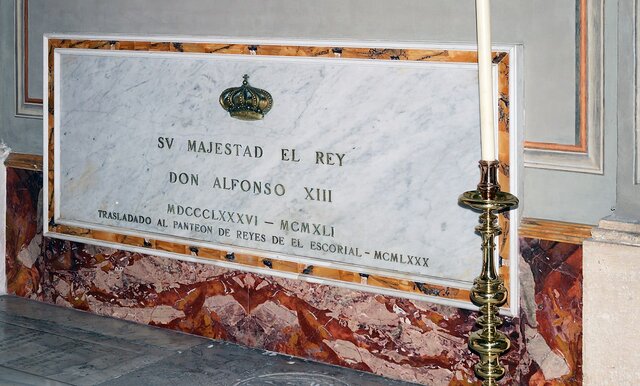 SV MAJESTAD EL REY
DON ALFONSO XIII
MDCCCLXXXVI – MCMXLI
TRASLADADO AL PANTEON DE REYES DE EL ESCORIAL - MCMLXXX